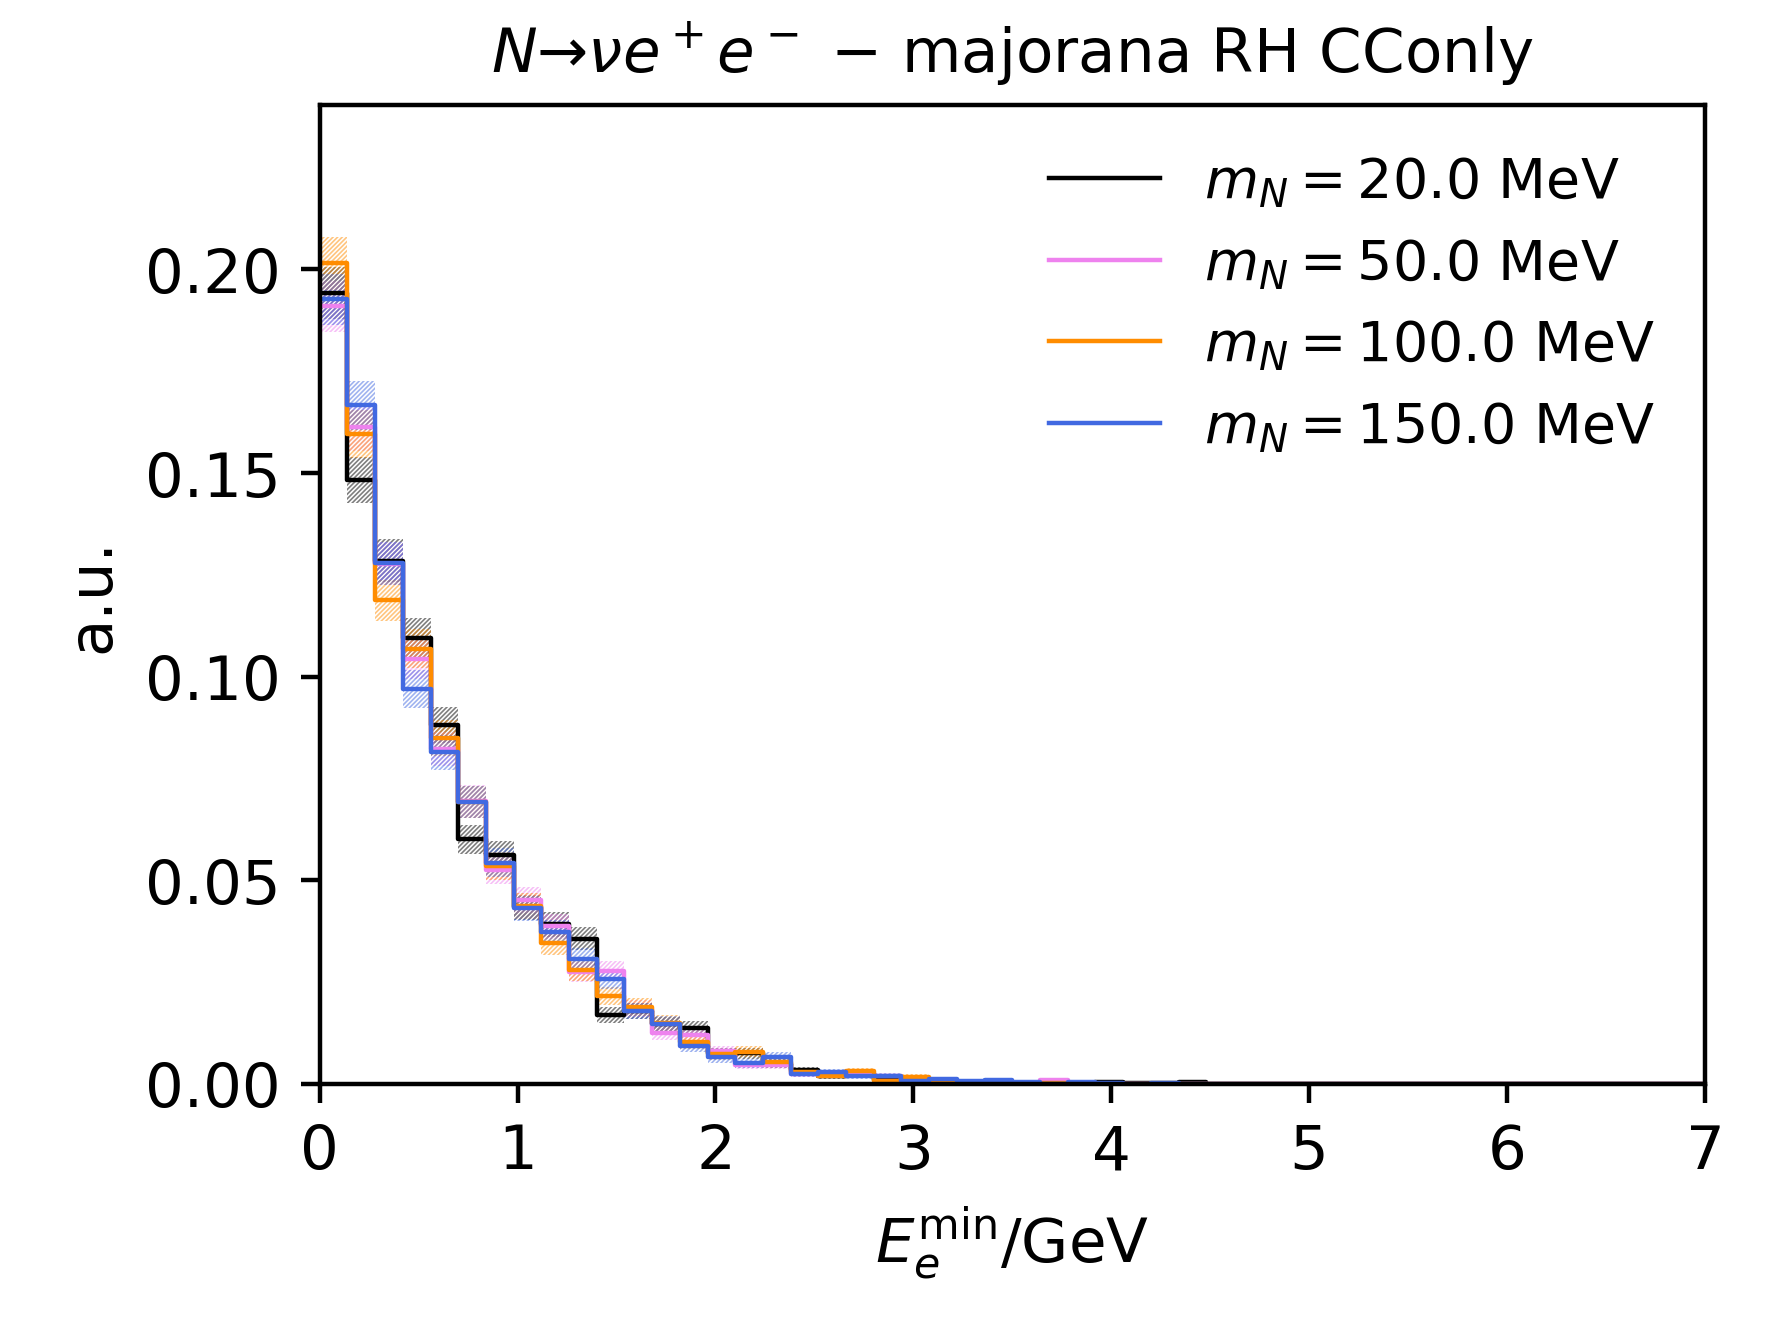 N→νe⁺e⁻ − majorana RH CConly
m_N = 20.0 MeV
m_N = 50.0 MeV
m_N = 100.0 MeV
m_N = 150.0 MeV
0.20
0.15
0.10
0.05
0.00
a.u.
0 1 2 3 4 5 6 7
E_e^min/GeV